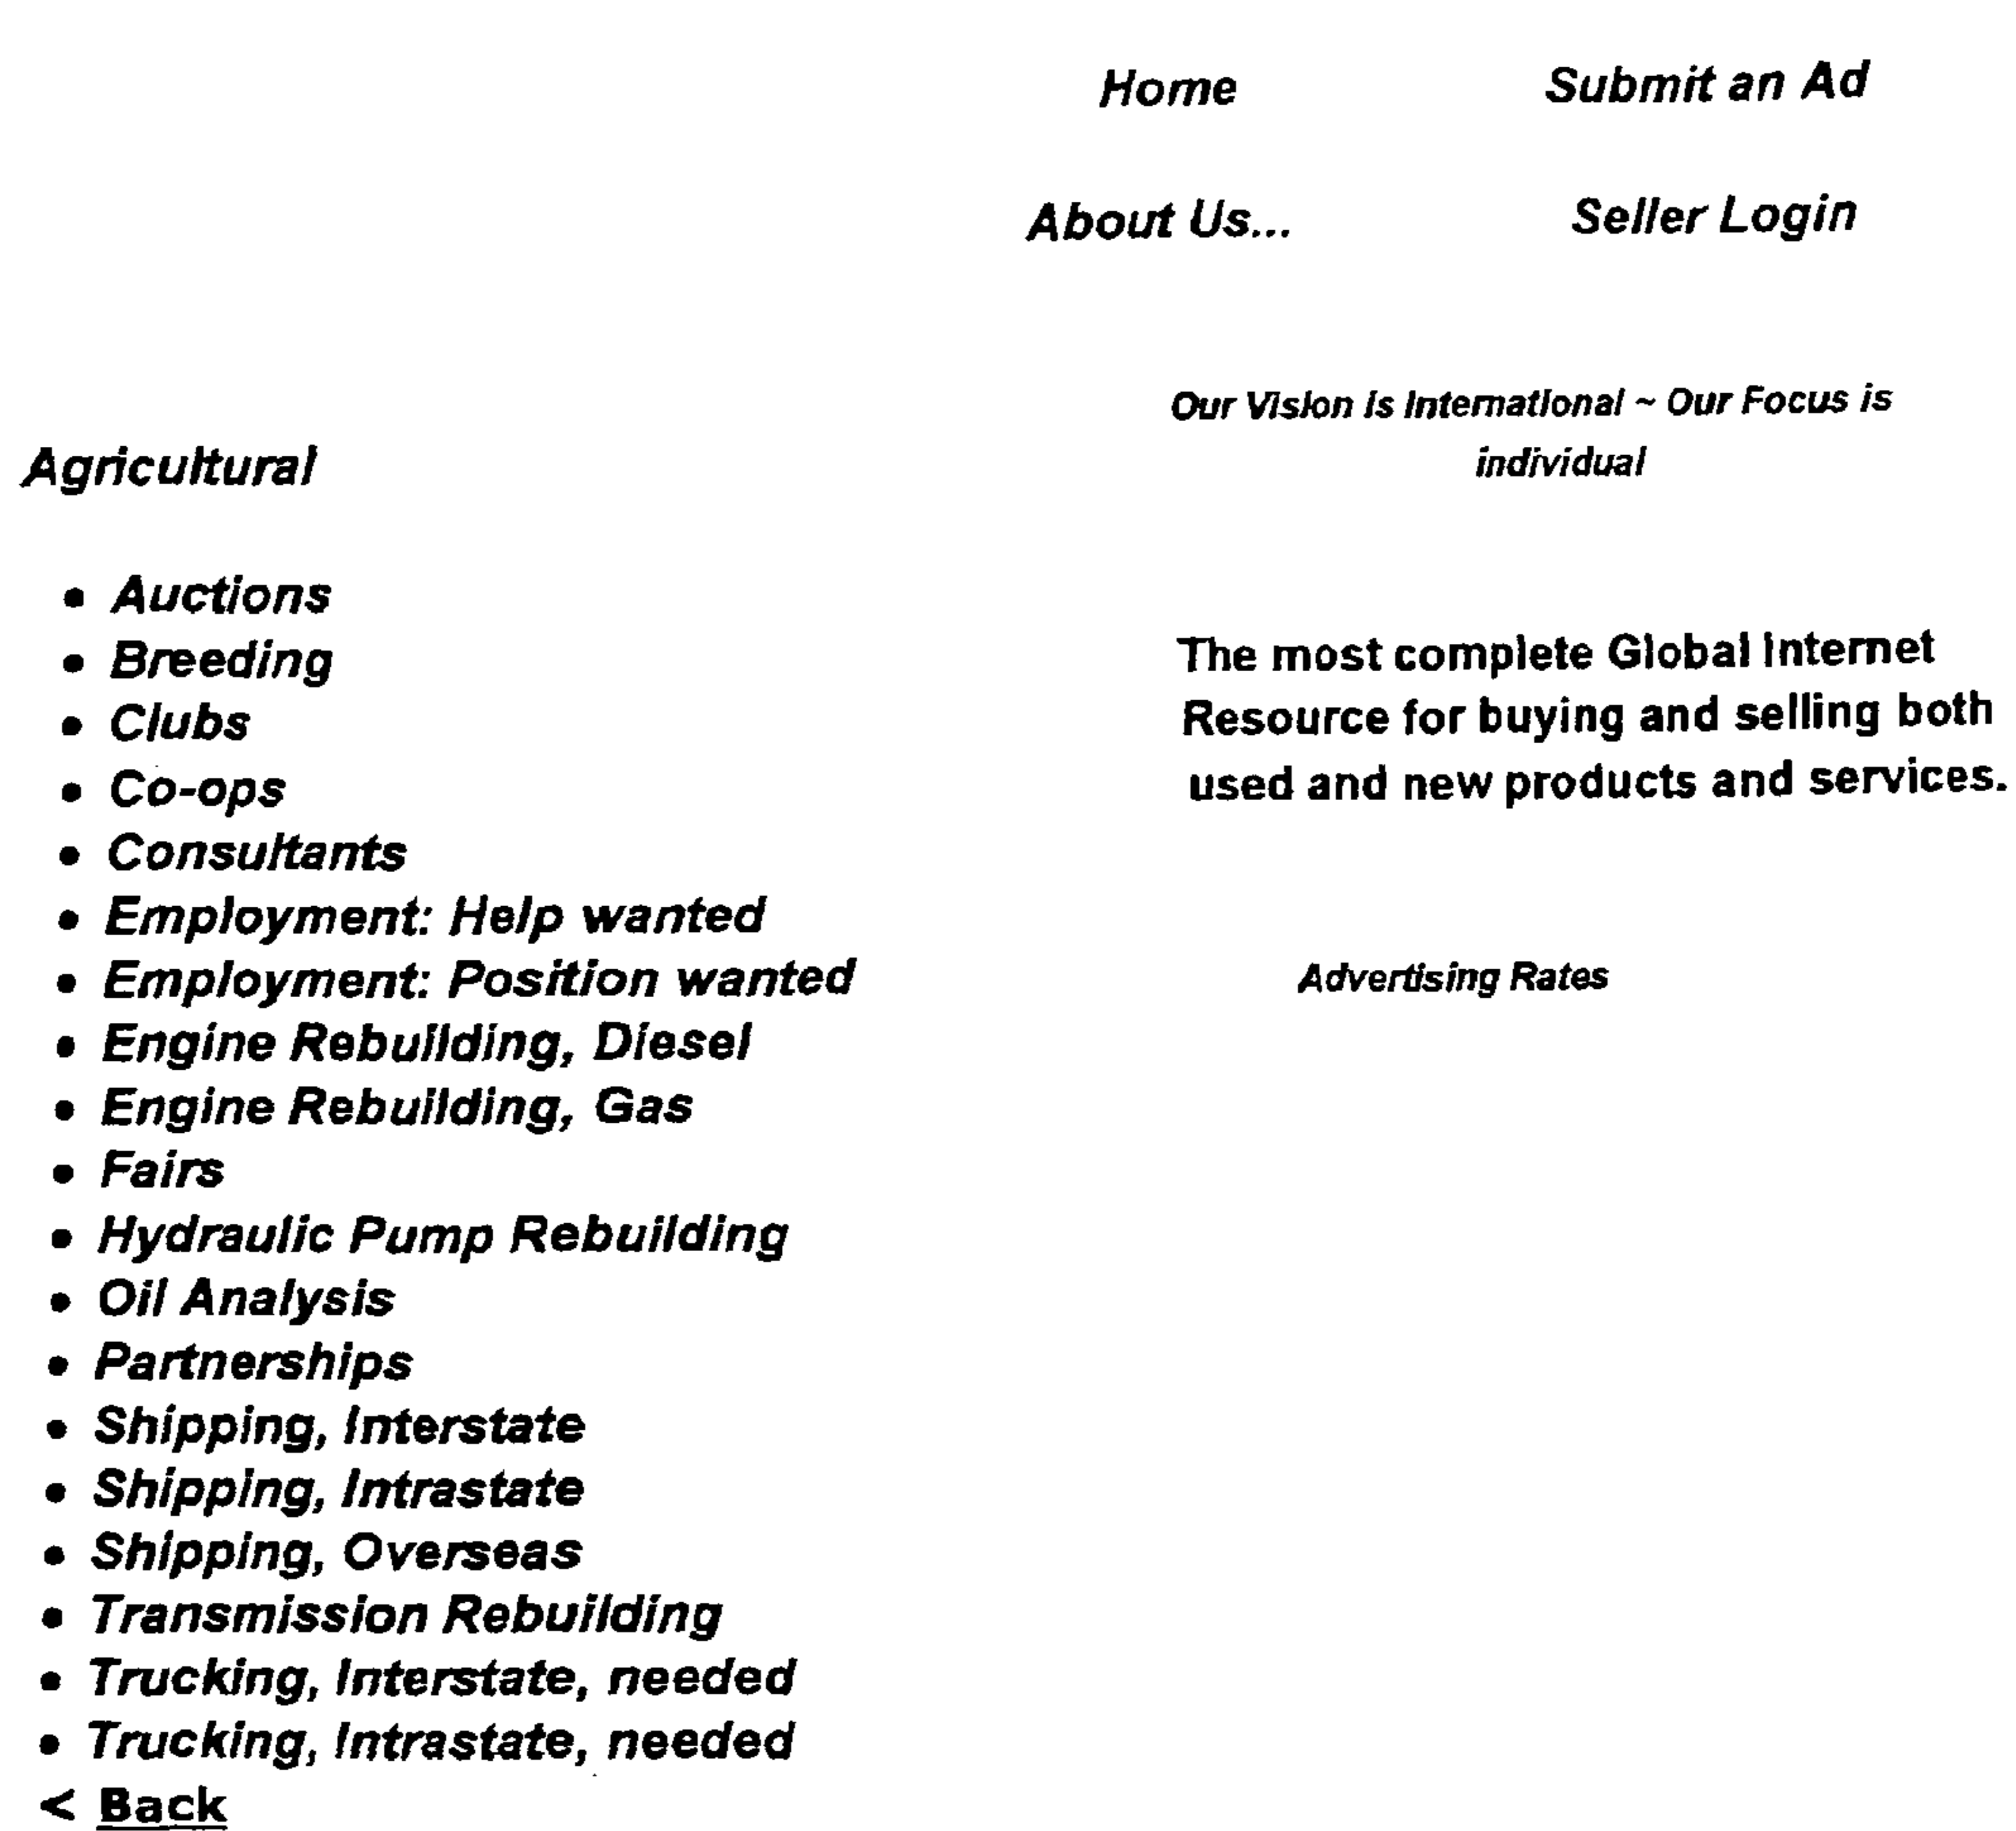 Home Submit an Ad
About Us... Seller Login
Our Vision is International ~ Our Focus is
individual
Agricultural
• Auctions
• Breeding
• Clubs
• Co-ops
• Consultants
• Employment: Help wanted
• Employment: Position wanted
• Engine Rebuilding, Diesel
• Engine Rebuilding, Gas
• Fairs
• Hydraulic Pump Rebuilding
• Oil Analysis
• Partnerships
• Shipping, Interstate
• Shipping, Intrastate
• Shipping, Overseas
• Transmission Rebuilding
• Trucking, Interstate, needed
• Trucking, Intrastate, needed
< Back
The most complete Global Internet
Resource for buying and selling both
used and new products and services.
Advertising Rates